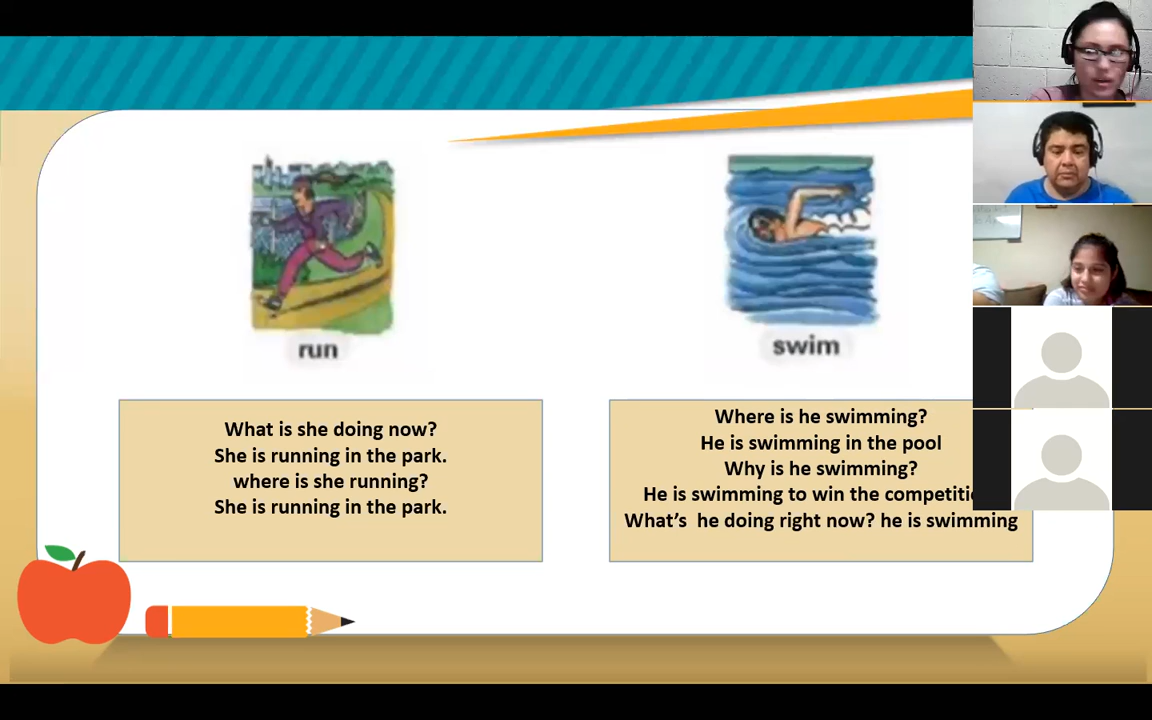 run
What is she doing now?
She is running in the park.
where is she running?
She is running in the park.
swim
Where is he swimming?
He is swimming in the pool
Why is he swimming?
He is swimming to win the
What's he doing right now? he is swimming